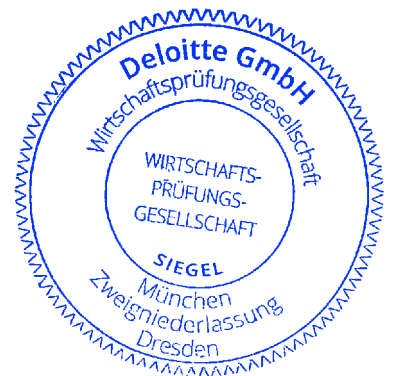 Deloitte GmbH
Wirtschaftsprüfungsgesellschaft
WIRTSCHAFTS-
PRÜFUNGS-
GESELLSCHAFT
SIEGEL
München
Zweigniederlassung
Dresden